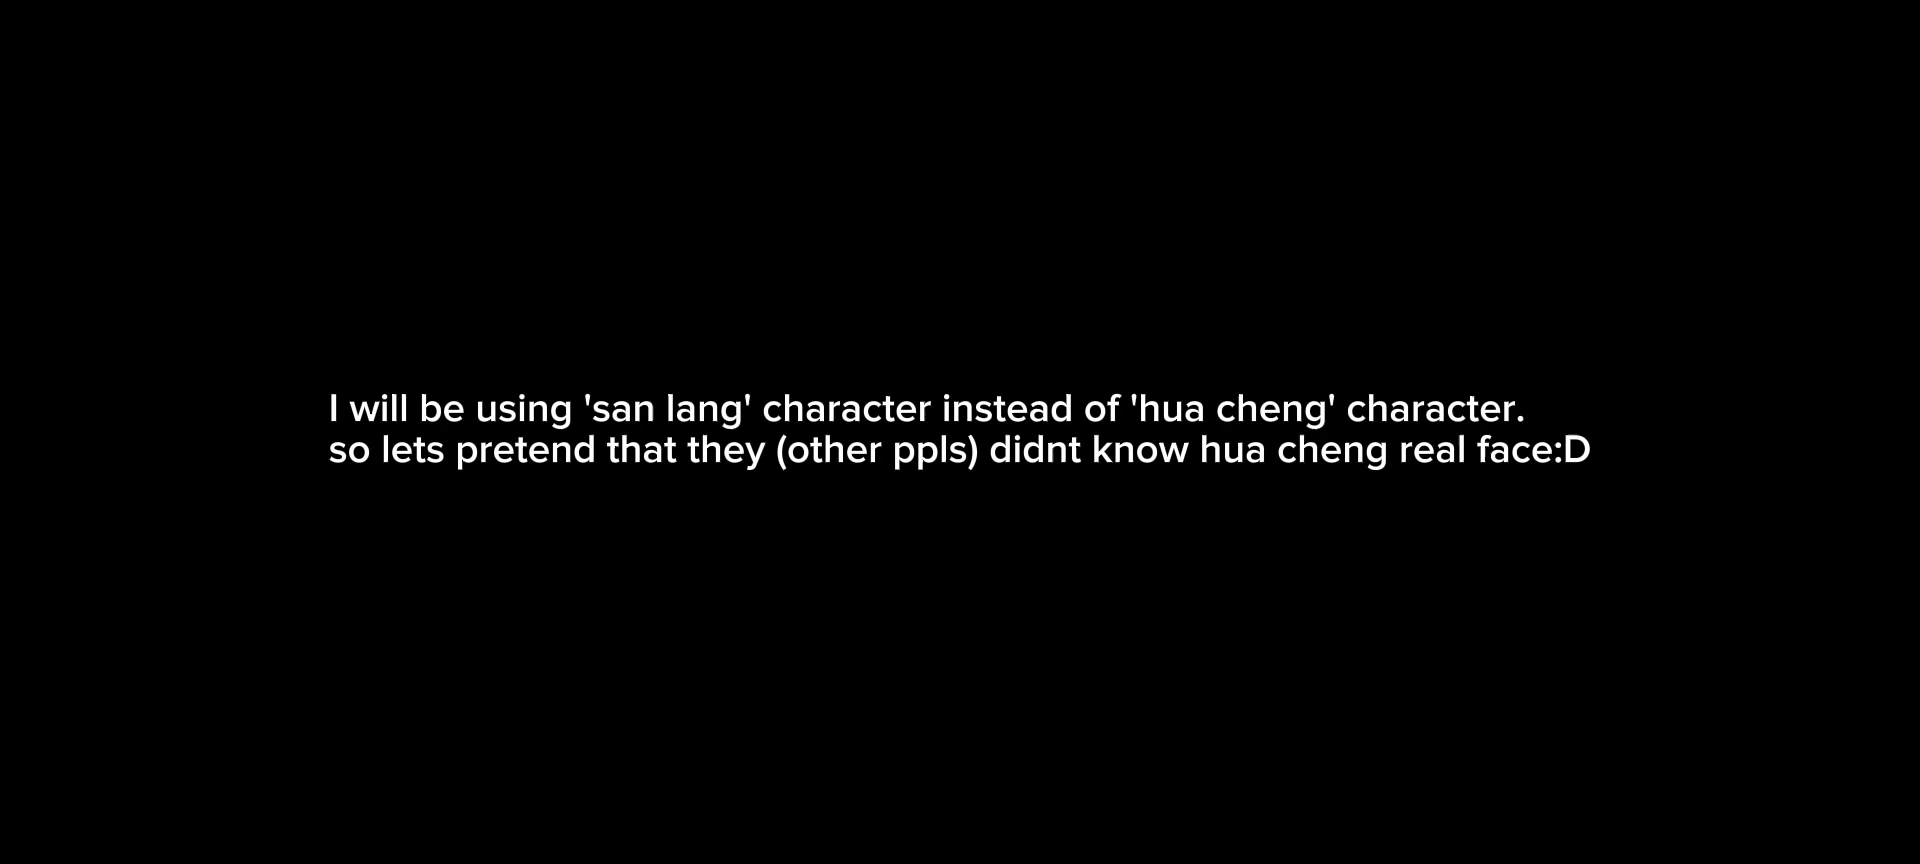 I will be using 'san lang' character instead of 'hua cheng' character.
so lets pretend that they (other ppls) didnt know hua cheng real face:D